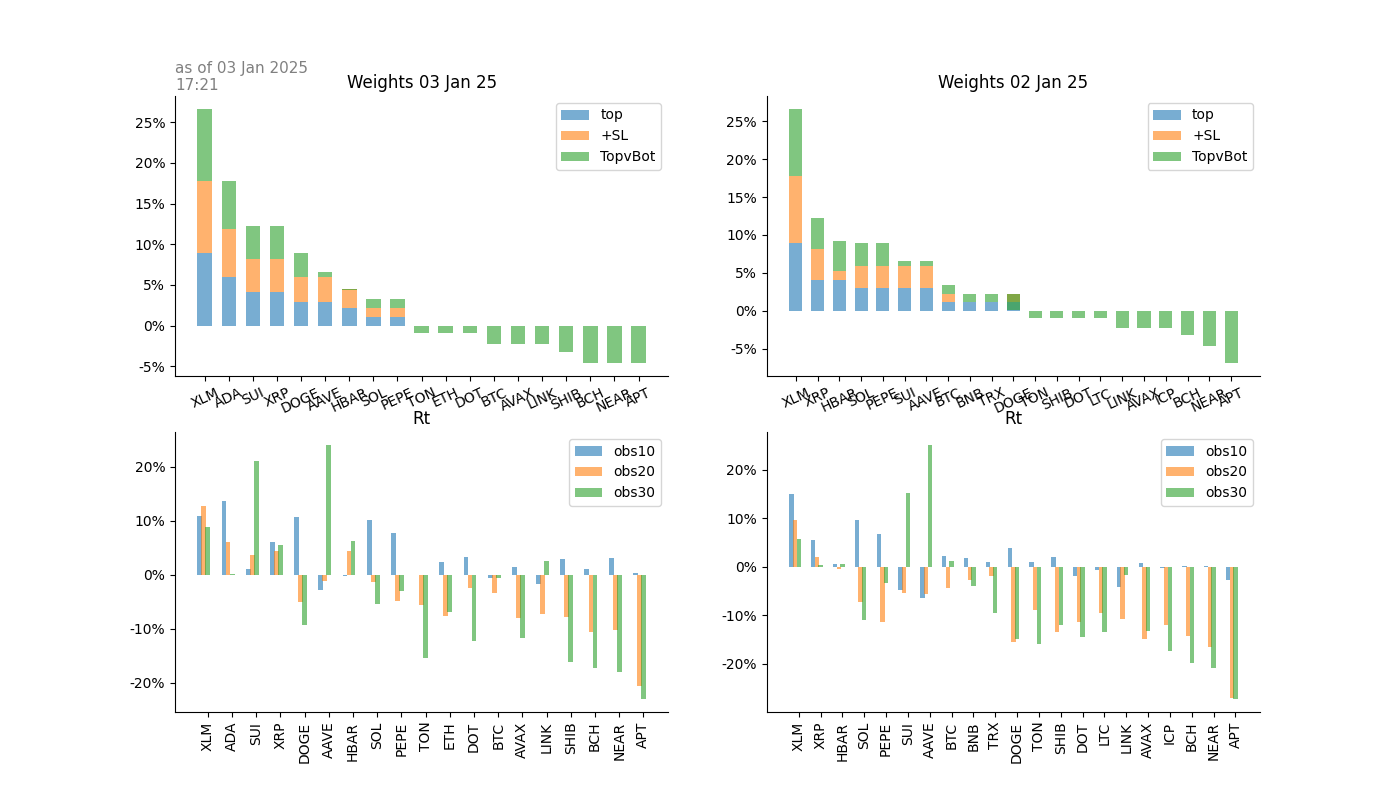 as of 03 Jan 2025
17:21
Weights 03 Jan 25
25%
20%
15%
10%
5%
0%
-5%
top
+SL
TopvBot
XLM ADA SUI XRP DOGE AAVE HBAR SOL PEPE TON ETH DOT BTC AVAX LINK SHIB BCH NEAR APT
Weights 02 Jan 25
25%
20%
15%
10%
5%
0%
-5%
top
+SL
TopvBot
XLM XRP HBAR SOL PEPE SUI AAVE BTC BNB TRX DOGE TON SHIB DOT LTC LINK AVAX ICP BCH NEAR APT
Rt
20%
10%
0%
-10%
-20%
obs10
obs20
obs30
XLM ADA SUI XRP DOGE AAVE HBAR SOL PEPE TON ETH DOT BTC AVAX LINK SHIB BCH NEAR APT
Rt
20%
10%
0%
-10%
-20%
obs10
obs20
obs30
XLM XRP HBAR SOL PEPE SUI AAVE BTC BNB TRX DOGE TON SHIB DOT LTC LINK AVAX ICP BCH NEAR APT